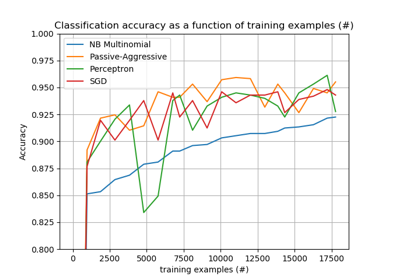 Classification accuracy as a function of training examples (#)
1.000
0.975
0.950
0.925
0.900
0.875
0.850
0.825
0.800
Accuracy
NB Multinomial
Passive-Aggressive
Perceptron
SGD
0 2500 5000 7500 10000 12500 15000 17500
training examples (#)